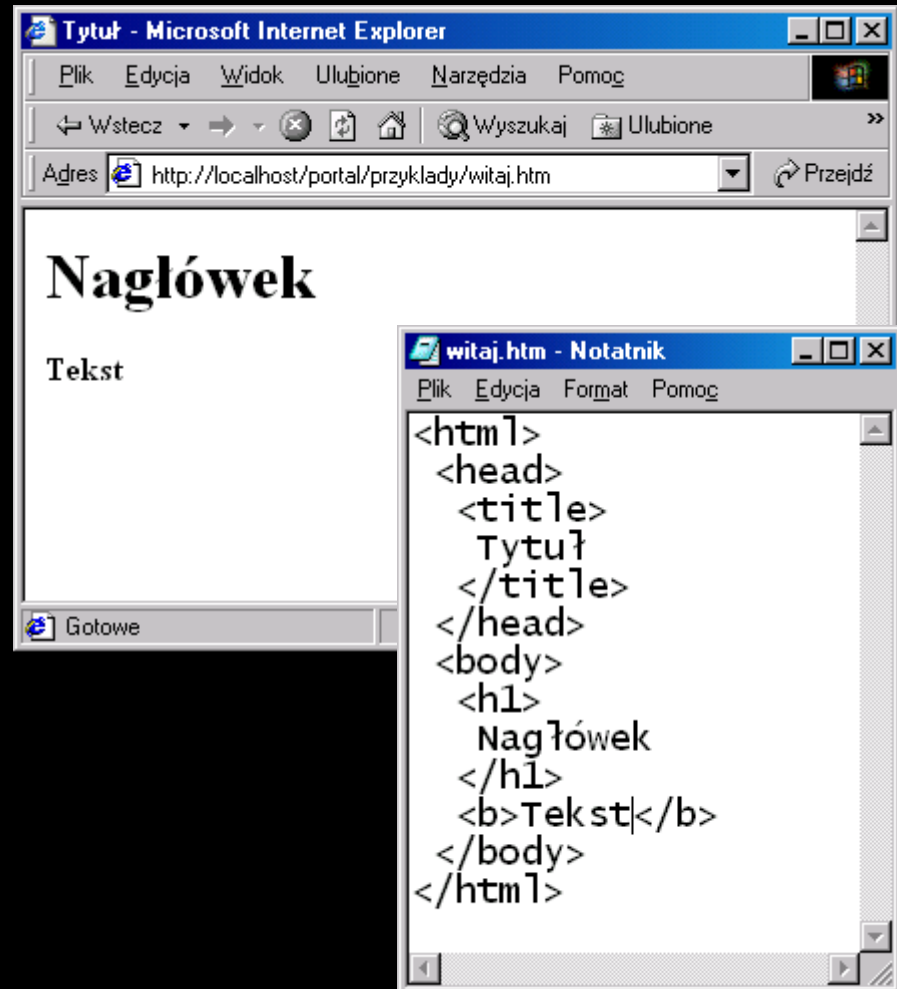 Tytuł - Microsoft Internet Explorer
Plik Edycja Widok Ulubione Narzędzia Pomoc
Wstecz Wyszukaj Ulubione »
Adres http://localhost/portal/przyklady/witaj.htm Przejdź
Nagłówek
Tekst
Gotowe
witaj.htm - Notatnik
Plik Edycja Format Pomoc
<html>
<head>
<title>
Tytuł
</title>
</head>
<body>
<h1>
Nagłówek
</h1>
<b>Tekst</b>
</body>
</html>